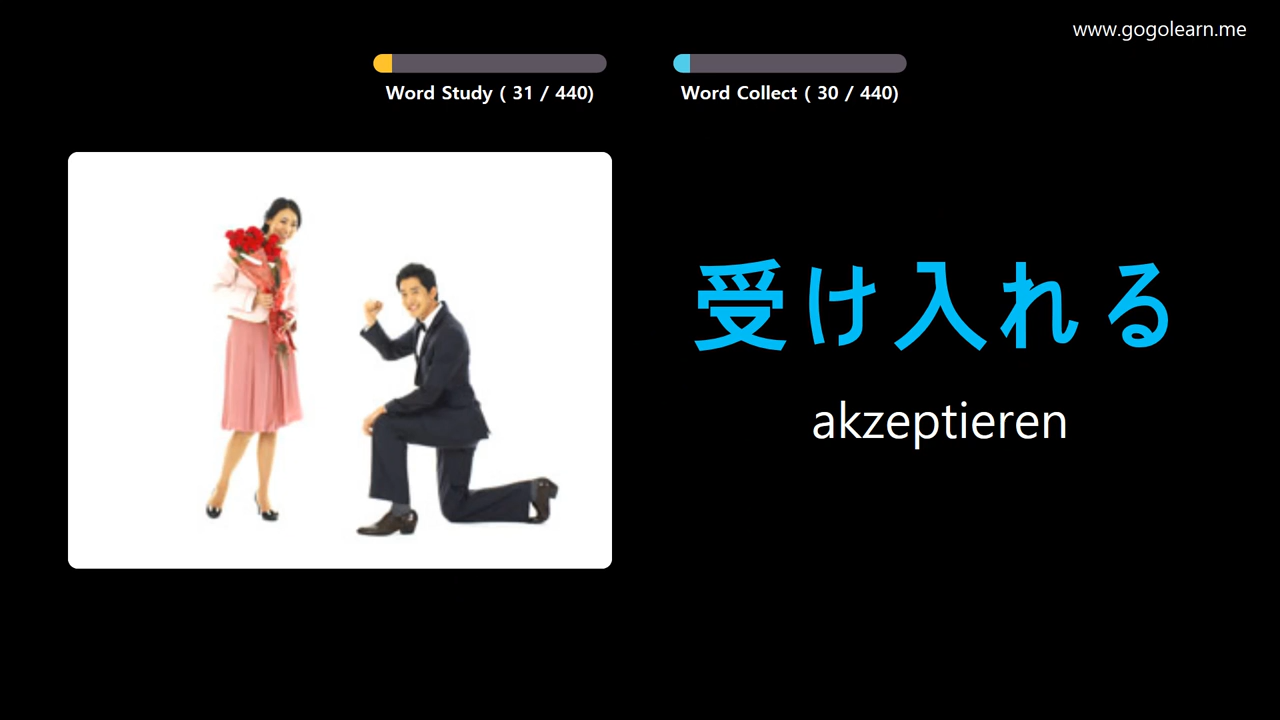 www.gogolearn.me
Word Study ( 31 / 440)
Word Collect ( 30 / 440)
受け入れる
akzeptieren